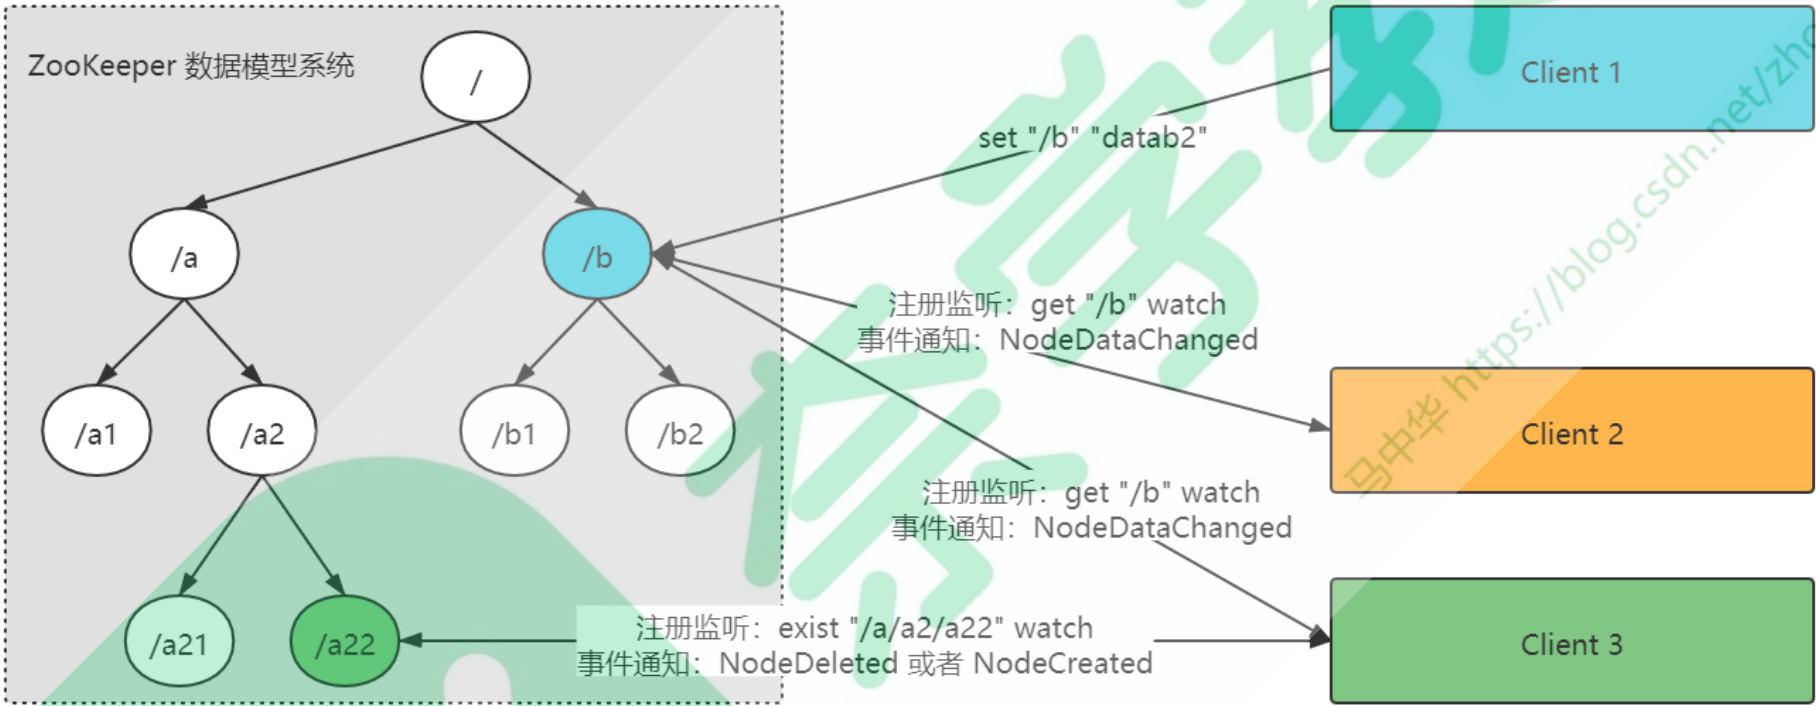 ZooKeeper 数据模型系统
/
/a
/b
/a1
/a2
/b1
/b2
/a21
/a22
set "/b" "datab2"
注册监听：get "/b" watch
事件通知：NodeDataChanged
注册监听：get "/b" watch
事件通知：NodeDataChanged
注册监听：exist "/a/a2/a22" watch
事件通知：NodeDeleted 或者 NodeCreated
Client 1
Client 2
Client 3
马中华 https://blog.csdn.net/zho